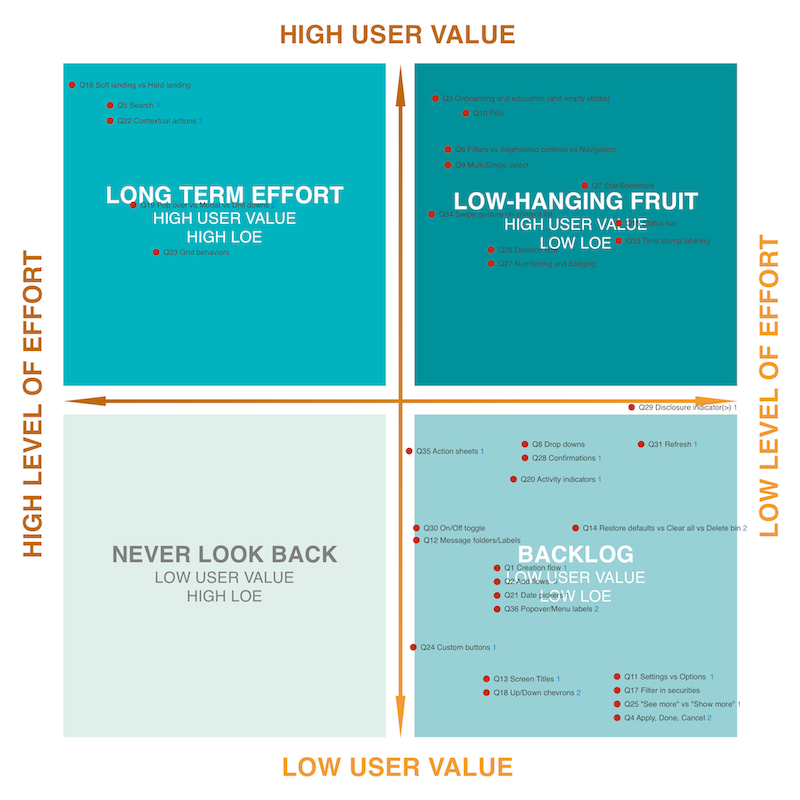 HIGH USER VALUE
Q16 Soft landing vs Hard landing
Q5 Search 2
Q22 Contextual actions 1
LONG TERM EFFORT
Q19 Pop over vs Modal vs Drill downs
HIGH USER VALUE
HIGH LOE
Q23 Grid behaviors
Q3 Onboarding and education (and empty states)
Q10 Pills
Q6 Filters vs Segmented controls vs Navigation
Q9 Multi/Single select
Q7 Star/Bookmark
LOW-HANGING FRUIT
Q34 Swipe gesture on content list
HIGH USER VALUE
Status bar
Q33 Time stamp labeling
LOW LOE
Q27 Numbering and badging
HIGH LEVEL OF EFFORT
LOW LEVEL OF EFFORT
Q29 Disclosure indicator(>) 1
Q35 Action sheets 1
Q8 Drop downs
Q31 Refresh 1
Q28 Confirmations 1
Q20 Activity indicators 1
Q30 On/Off toggle
Q14 Restore defaults vs Clear all vs Delete bin 2
Q12 Message folders/Labels
NEVER LOOK BACK
LOW USER VALUE
HIGH LOE
BACKLOG
Q1 Creation flow 1
LOW USER VALUE
Q2 Add flows
Q21 Date pickers
LOW LOE
Q36 Popover/Menu labels 2
Q24 Custom buttons 1
Q13 Screen Titles 1
Q18 Up/Down chevrons 2
Q11 Settings vs Options 1
Q17 Filter in securities
Q25 "See more" vs "Show more" 1
Q4 Apply, Done, Cancel 2
LOW USER VALUE